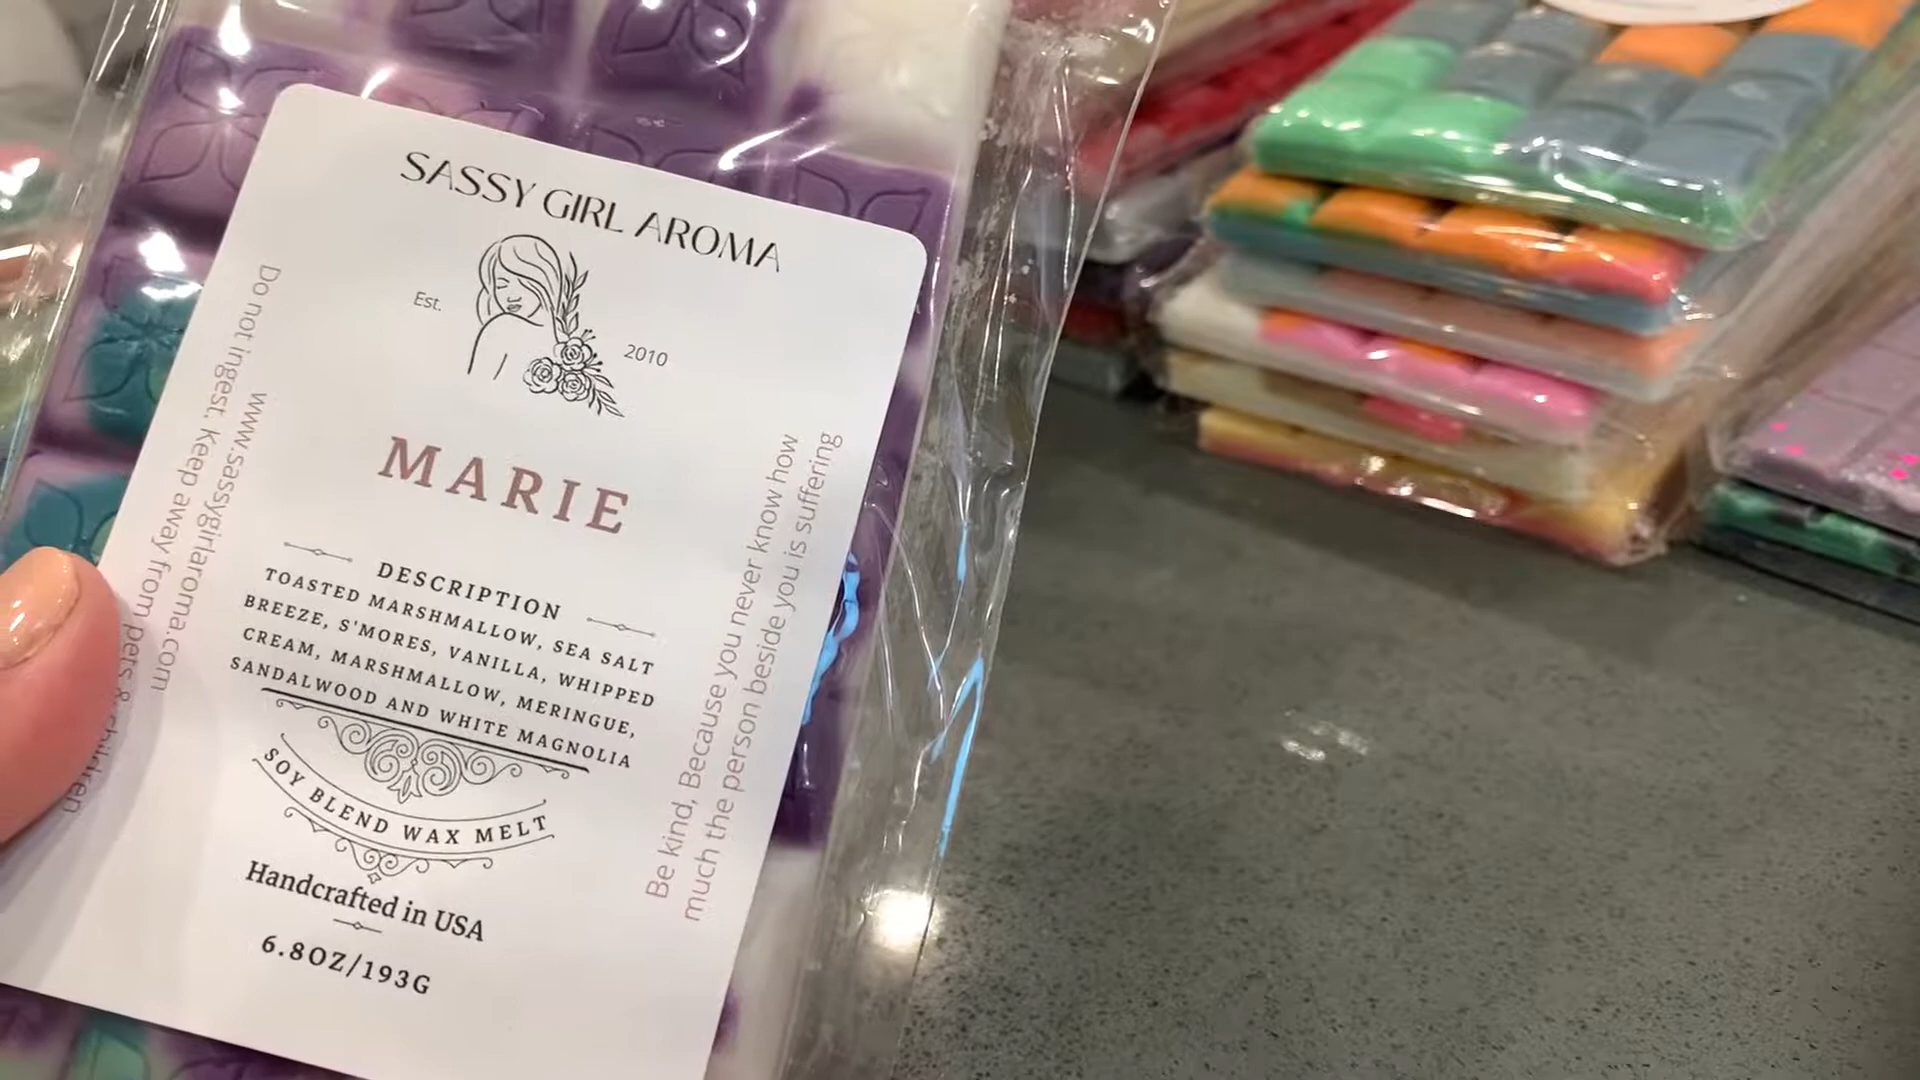 SASSY GIRL AROMA
Est.
2010
MARIE
DESCRIPTION
TOASTED MARSHMALLOW, SEA SALT
BREEZE, S'MORES, VANILLA, WHIPPED
CREAM, MARSHMALLOW, MERINGUE,
SANDALWOOD AND WHITE MAGNOLIA
SOY BLEND WAX MELT
Handcrafted in USA
6.8OZ/193G
www.sassygirlaroma.com
Do not ingest. Keep away from pets & children
Be kind, Because you never know how
much the person beside you is suffering